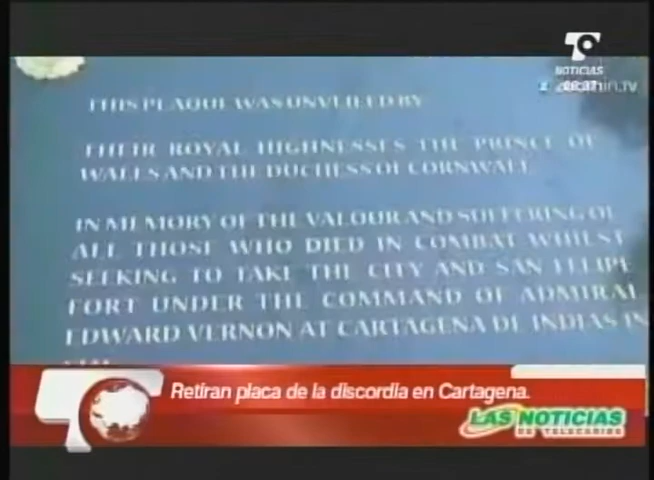 NOTICIAS
THIS PLAQUE WAS UNVEILED BY
THEIR ROYAL HIGHNESSES THE PRINCE OF
WALES AND THE DUCHESS OF CORNWALL
IN MEMORY OF THE VALOUR AND SUFFERING OF
ALL THOSE WHO DIED IN COMBAT WHILST
SEEKING TO TAKE THE CITY AND SAN FELIPE
FORT UNDER THE COMMAND OF ADMIRAL
EDWARD VERNON AT CARTAGENA DE INDIAS IN
Retiran placa de la discordia en Cartagena.
LAS NOTICIAS
DE TELECARIBE